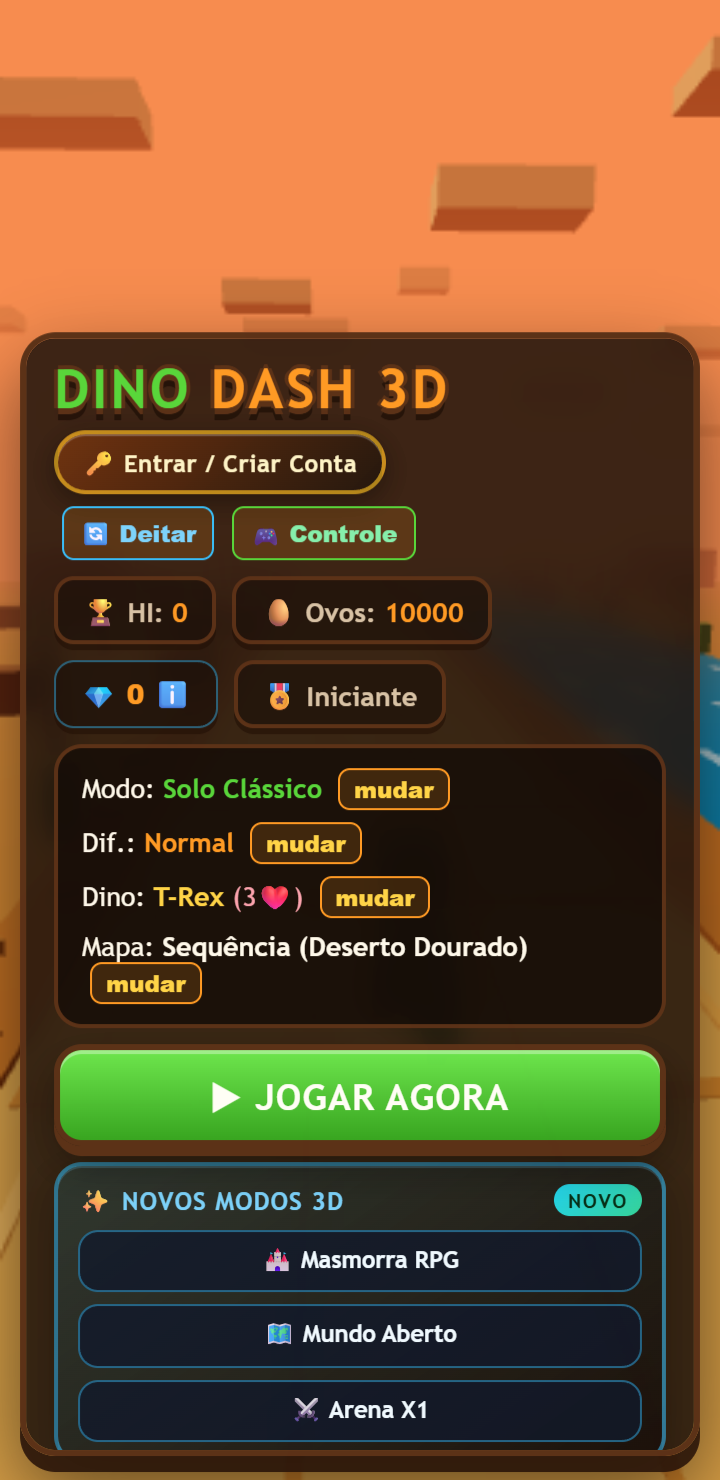 DINO DASH 3D
🔑 Entrar / Criar Conta
🔄 Deitar 🎮 Controle
🏆 HI: 0 🥚 Ovos: 10000
💎 0 ℹ️ 🏅 Iniciante
Modo: Solo Clássico mudar
Dif.: Normal mudar
Dino: T-Rex (3❤️) mudar
Mapa: Sequência (Deserto Dourado)
mudar
▶ JOGAR AGORA
✨ NOVOS MODOS 3D NOVO
🏰 Masmorra RPG
🗺️ Mundo Aberto
⚔️ Arena X1